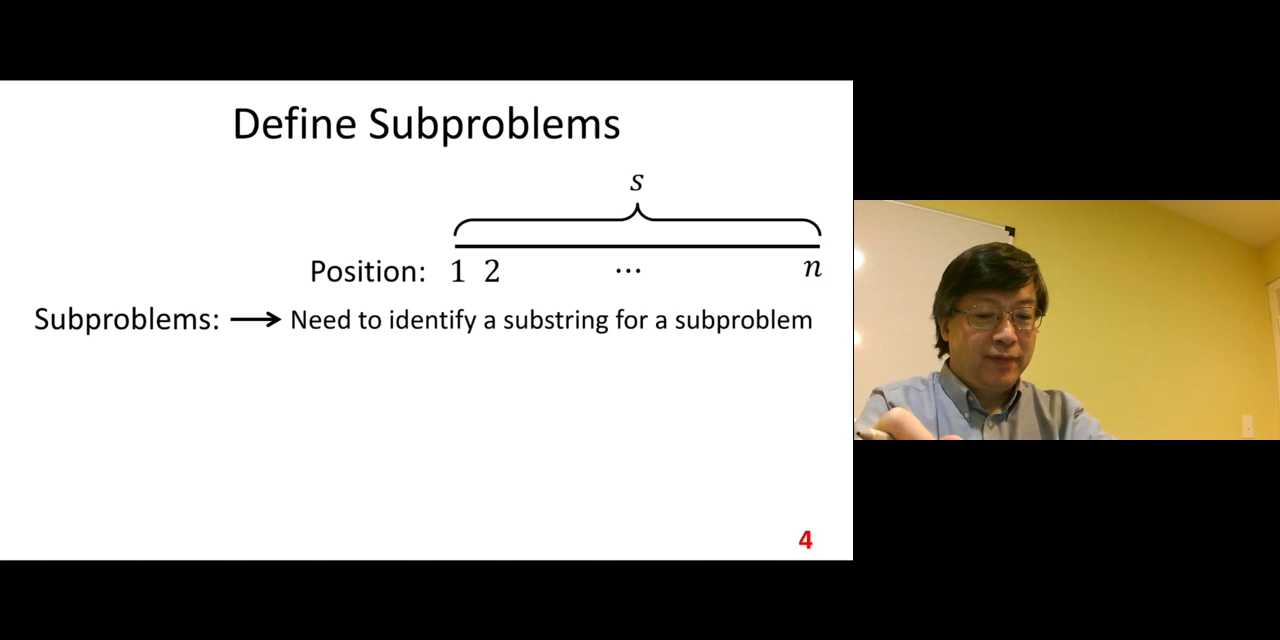 Define Subproblems
s
Position: 1 2 ⋯ n
Subproblems: → Need to identify a substring for a subproblem
4